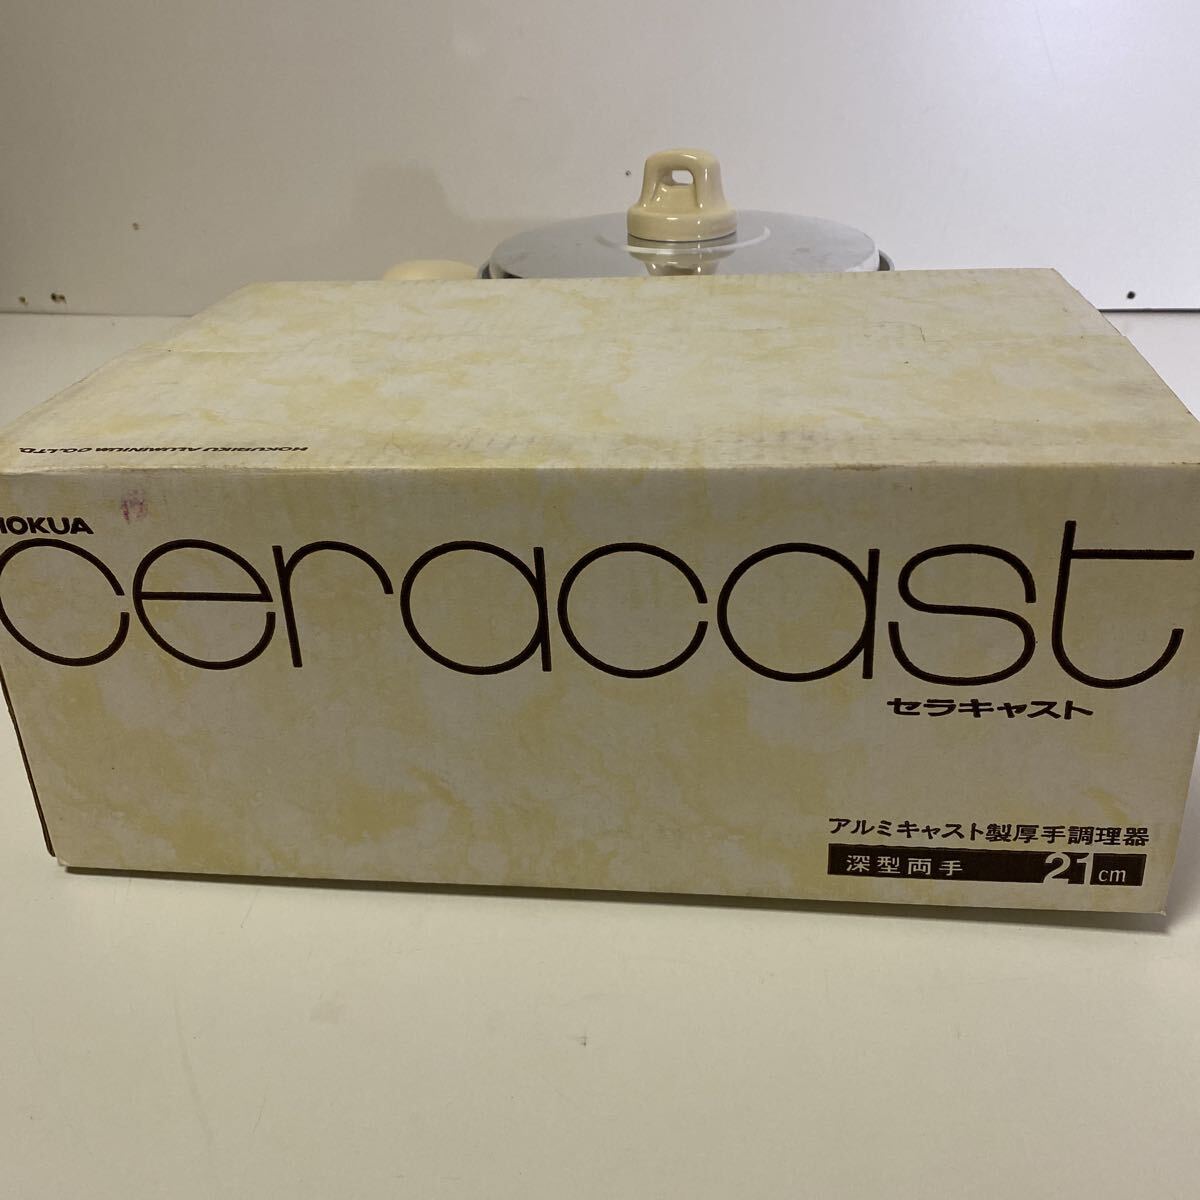 HOKURIKU ALUMINIUM CO.,LTD.
HOKUA
ceracast
セラキャスト
アルミキャスト製厚手調理器
深型両手 21cm